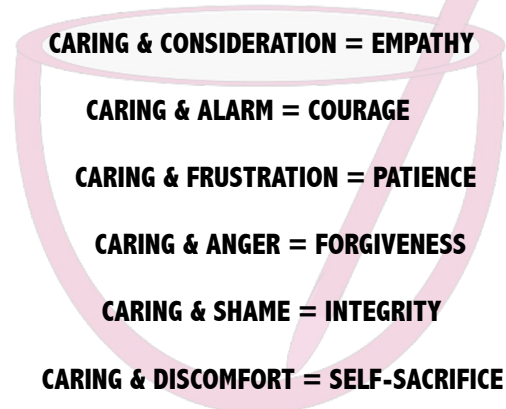 CARING & CONSIDERATION = EMPATHY
CARING & ALARM = COURAGE
CARING & FRUSTRATION = PATIENCE
CARING & ANGER = FORGIVENESS
CARING & SHAME = INTEGRITY
CARING & DISCOMFORT = SELF-SACRIFICE